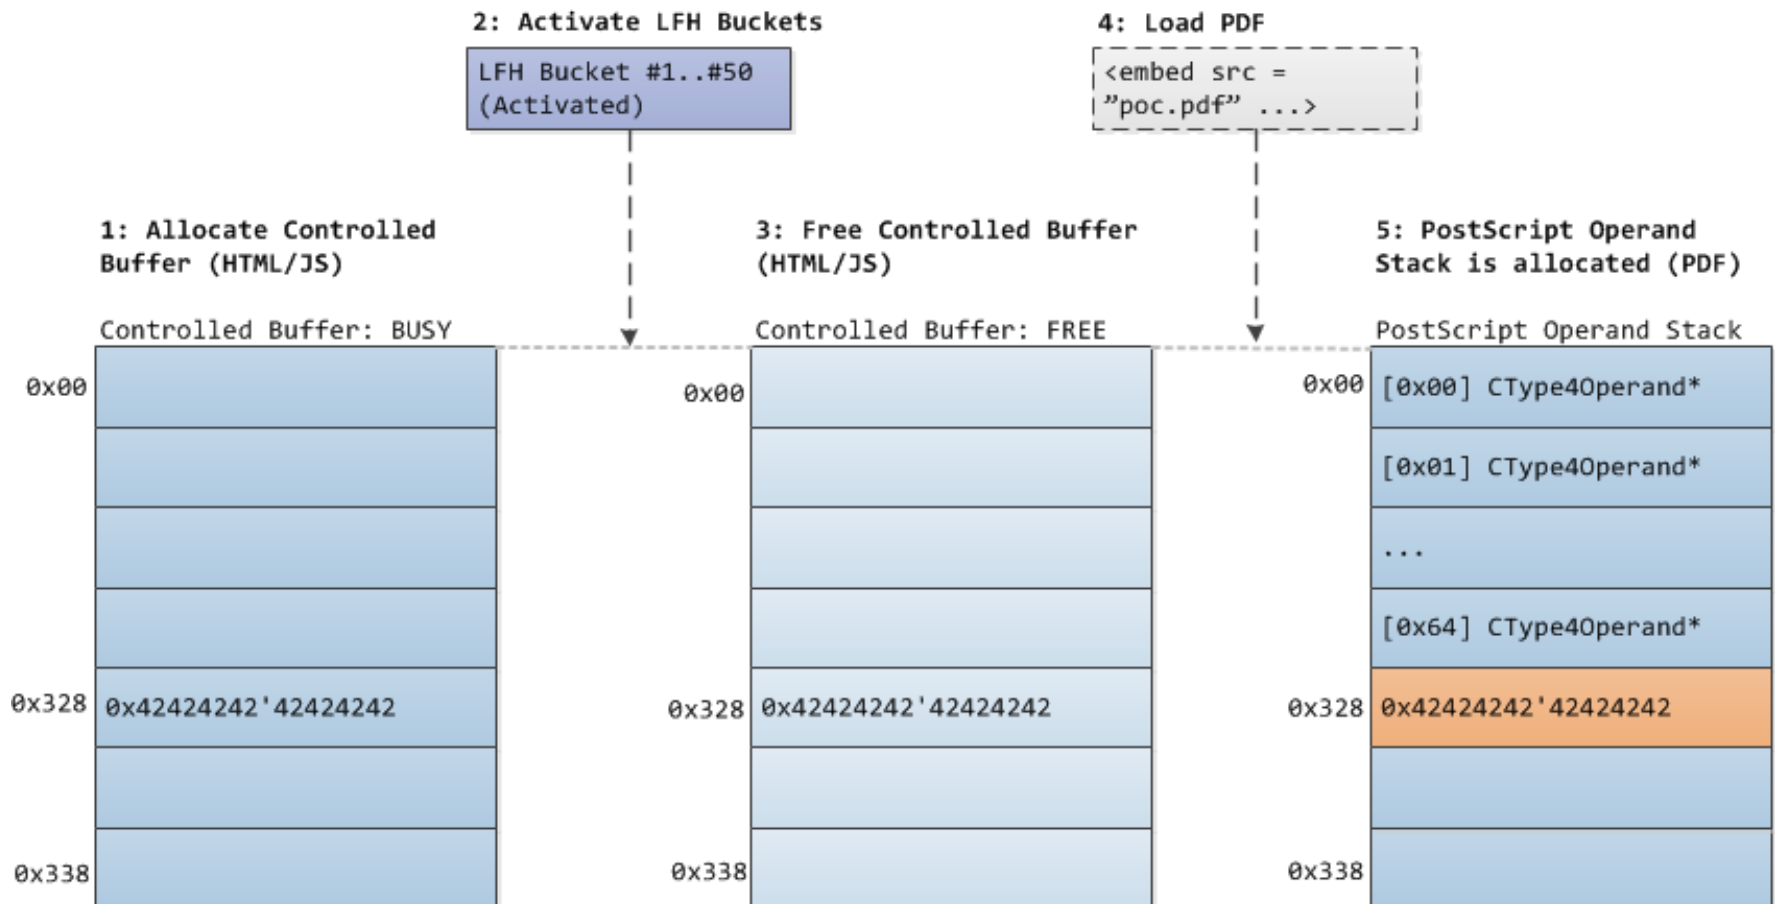 2: Activate LFH Buckets
LFH Bucket #1..#50
(Activated)
4: Load PDF
<embed src =
”poc.pdf” ...>
1: Allocate Controlled
Buffer (HTML/JS)
Controlled Buffer: BUSY
0x00
0x328
0x42424242'42424242
0x338
3: Free Controlled Buffer
(HTML/JS)
Controlled Buffer: FREE
0x00
0x328
0x42424242'42424242
0x338
5: PostScript Operand
Stack is allocated (PDF)
PostScript Operand Stack
0x00
[0x00] CType4Operand*
[0x01] CType4Operand*
...
[0x64] CType4Operand*
0x328
0x42424242'42424242
0x338